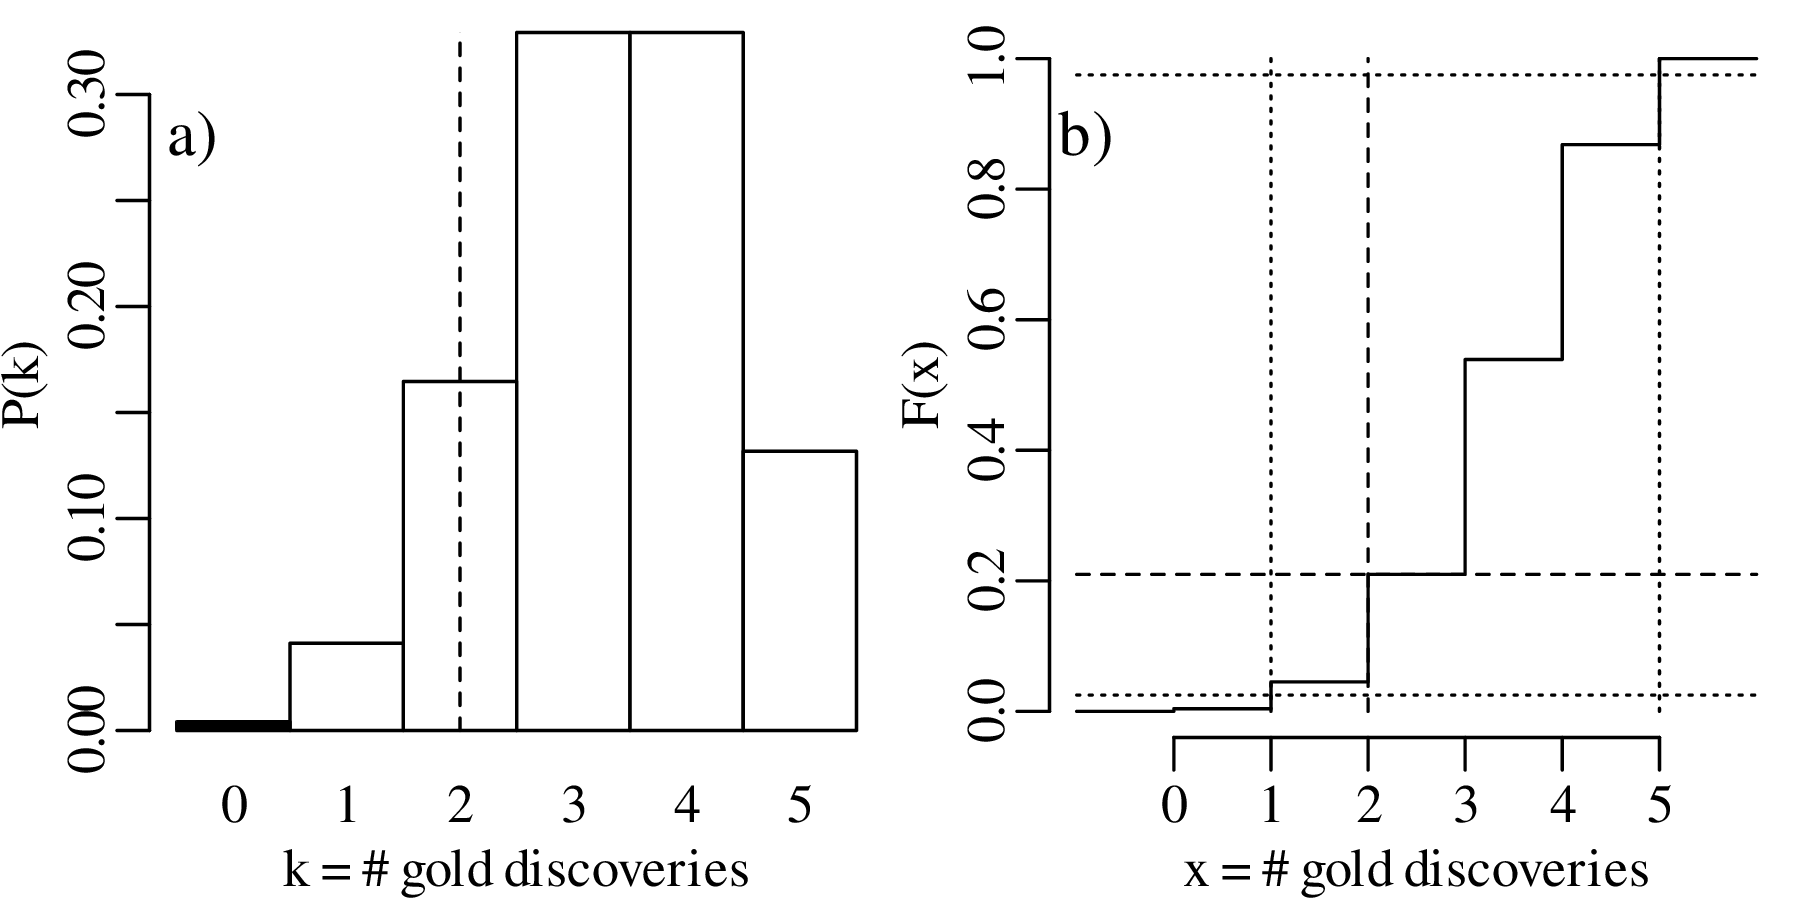 a)
P(k)
0.00 0.10 0.20 0.30
0 1 2 3 4 5
k = # gold discoveries
b)
F(x)
0.0 0.2 0.4 0.6 0.8 1.0
0 1 2 3 4 5
x = # gold discoveries